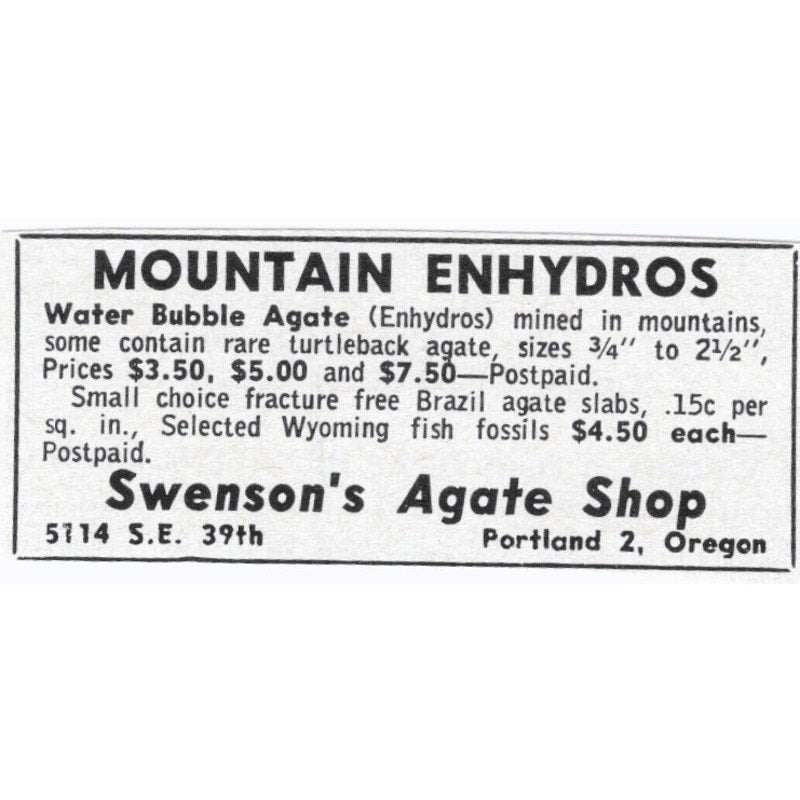 MOUNTAIN ENHYDROS
Water Bubble Agate (Enhydros) mined in mountains,
some contain rare turtleback agate, sizes 3/4" to 2½",
Prices $3.50, $5.00 and $7.50—Postpaid.
Small choice fracture free Brazil agate slabs, .15c per
sq. in., Selected Wyoming fish fossils $4.50 each—
Postpaid.
Swenson's Agate Shop
5114 S.E. 39th Portland 2, Oregon